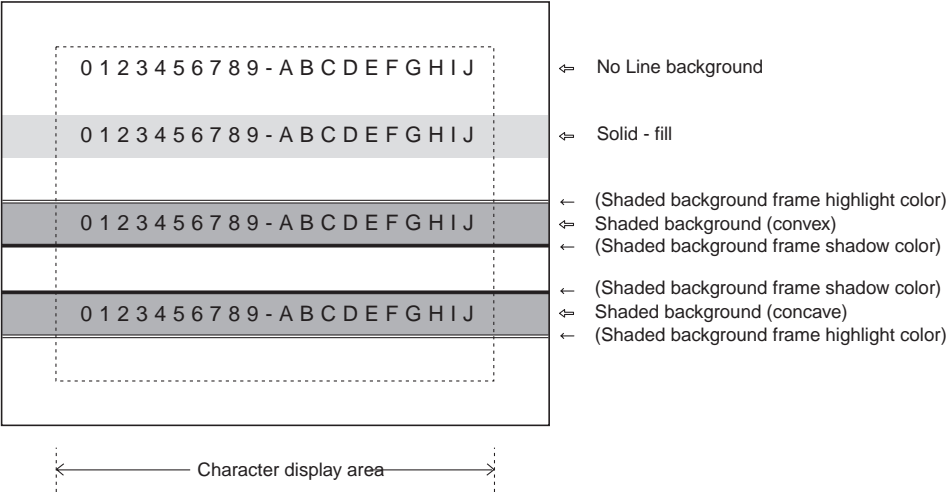 0 1 2 3 4 5 6 7 8 9 - A B C D E F G H I J ⇦ No Line background
0 1 2 3 4 5 6 7 8 9 - A B C D E F G H I J ⇦ Solid - fill
← (Shaded background frame highlight color)
0 1 2 3 4 5 6 7 8 9 - A B C D E F G H I J ⇦ Shaded background (convex)
← (Shaded background frame shadow color)
← (Shaded background frame shadow color)
0 1 2 3 4 5 6 7 8 9 - A B C D E F G H I J ⇦ Shaded background (concave)
← (Shaded background frame highlight color)
Character display area